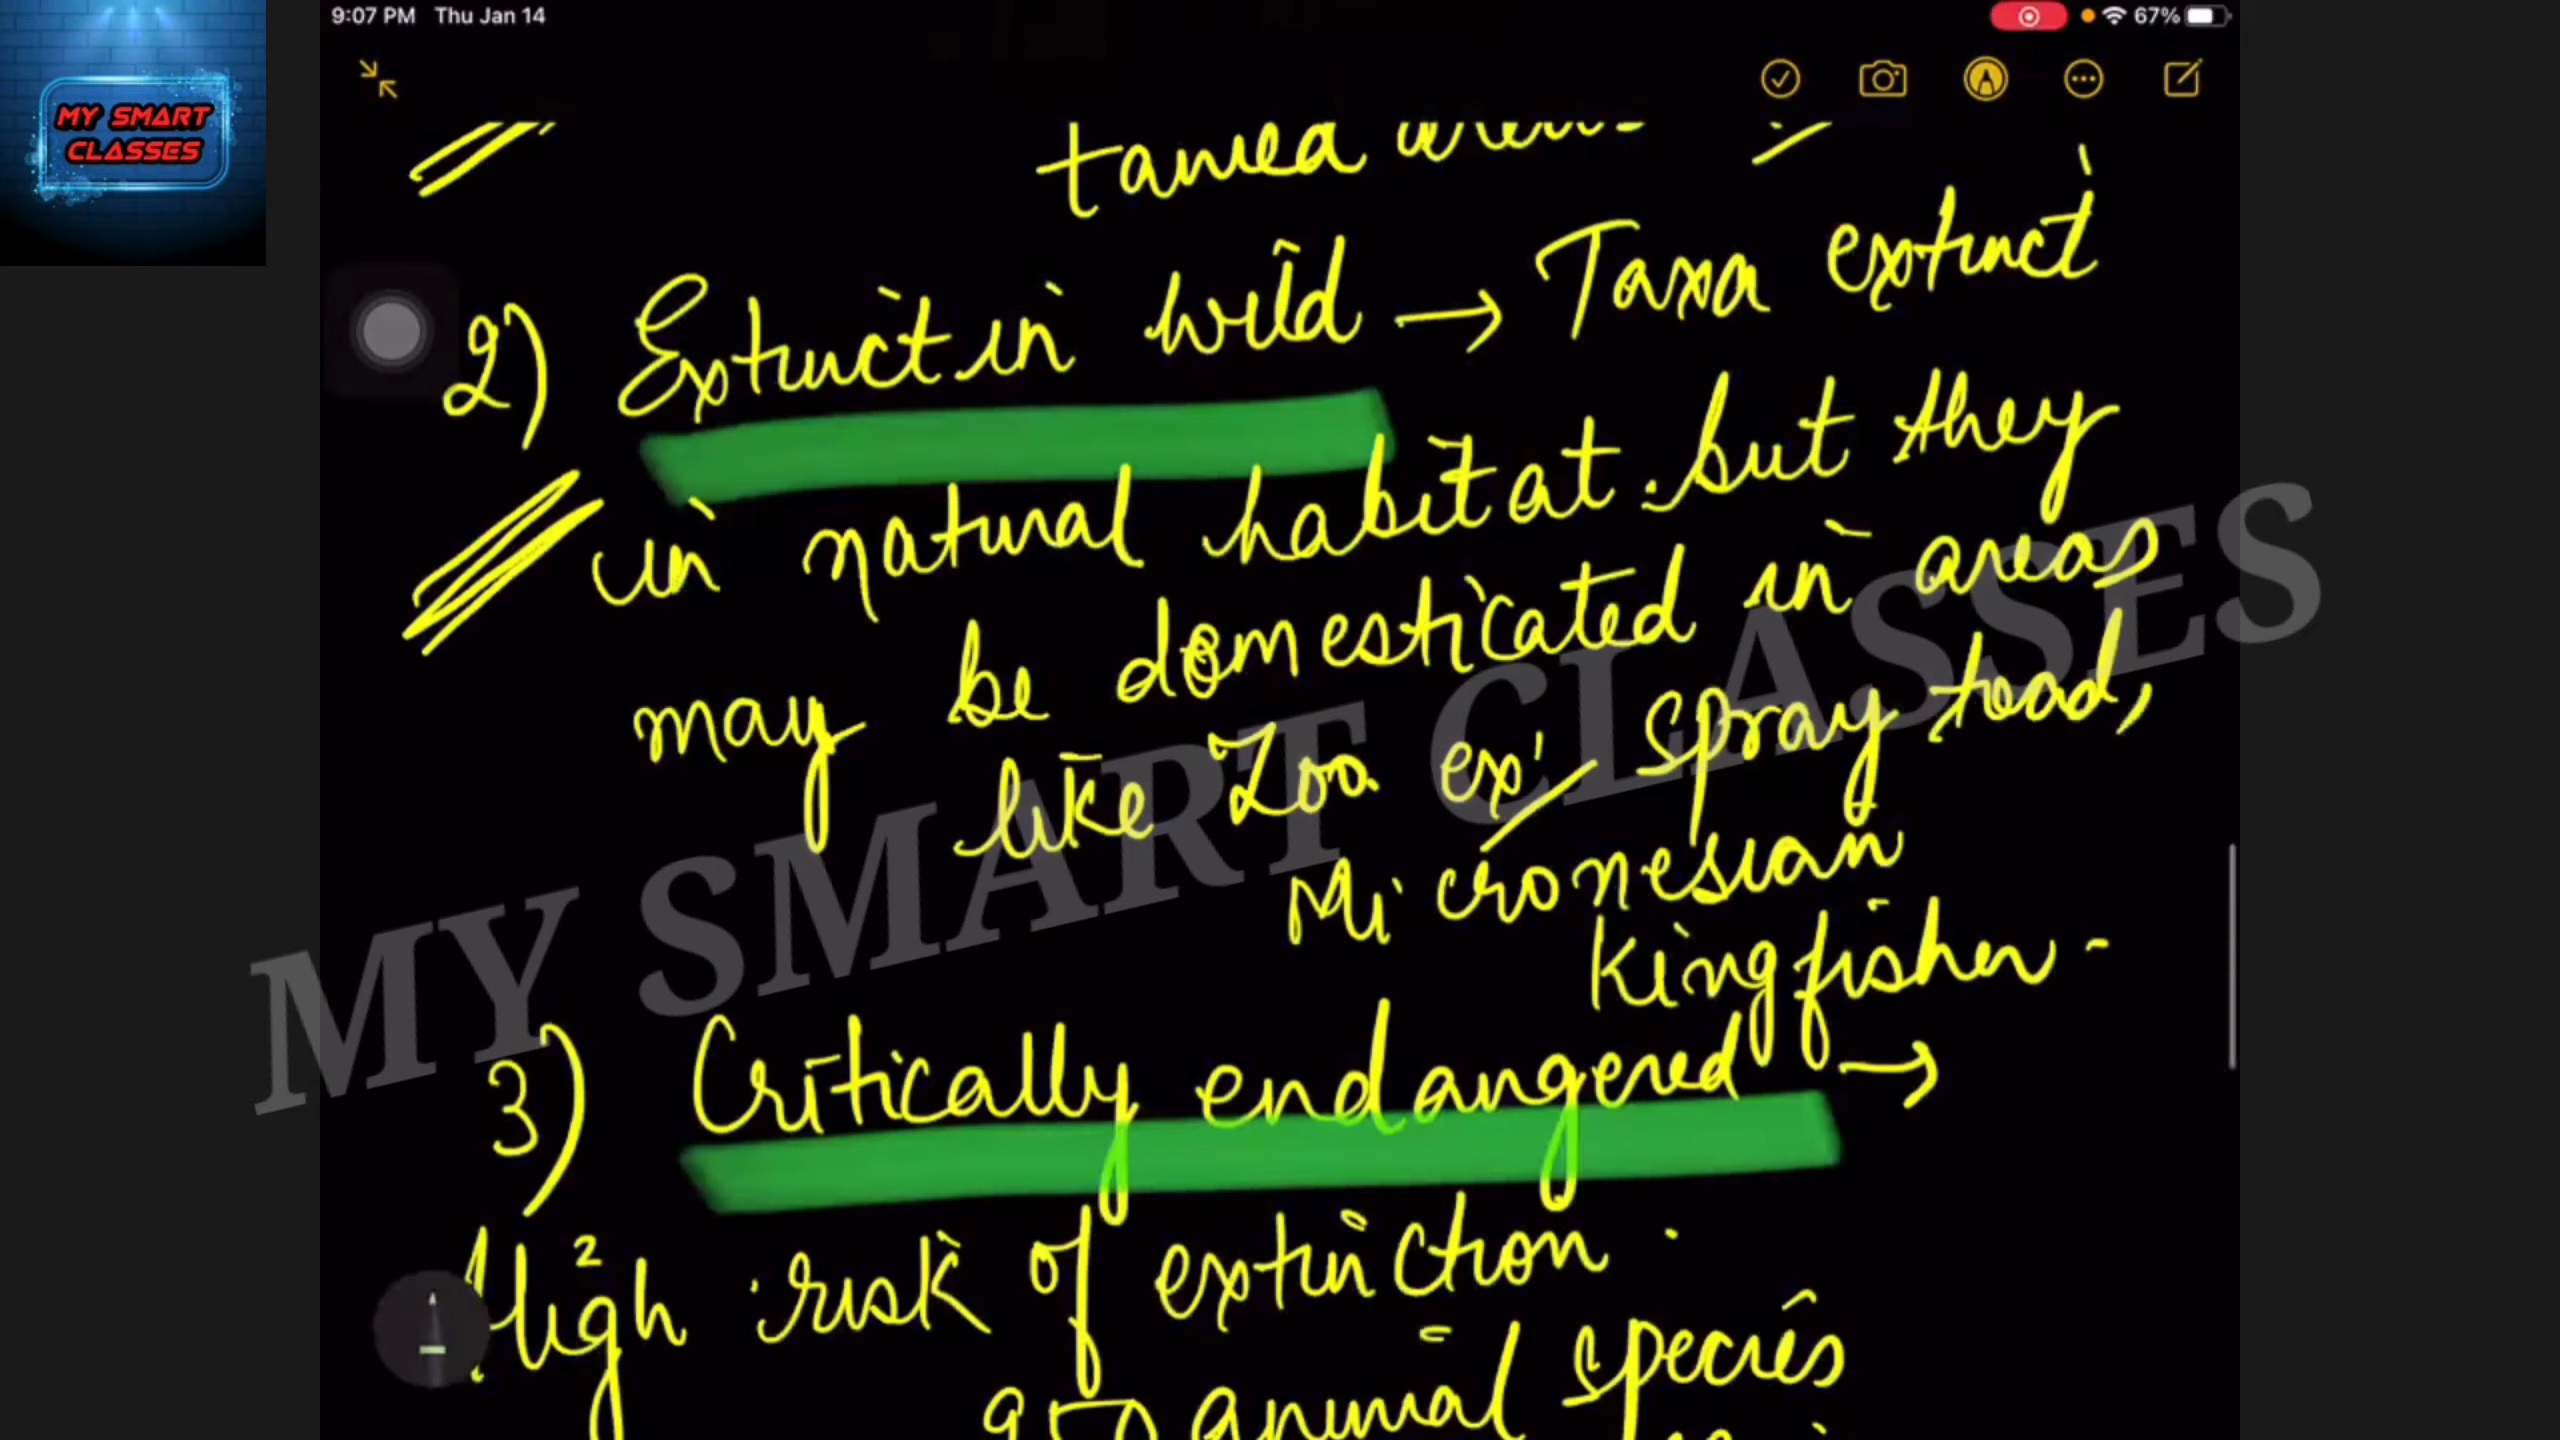 9:07 PM Thu Jan 14
67%
MY SMART
CLASSES
2) Extinct in wild → Taxa extinct
in natural habitat. but they
may be domesticated in areas
like Zoo. ex' spray toad,
Micronesian
Kingfisher -
3) Critically endangered →
High risk of extinction.
animal species
MY SMART CLASSES